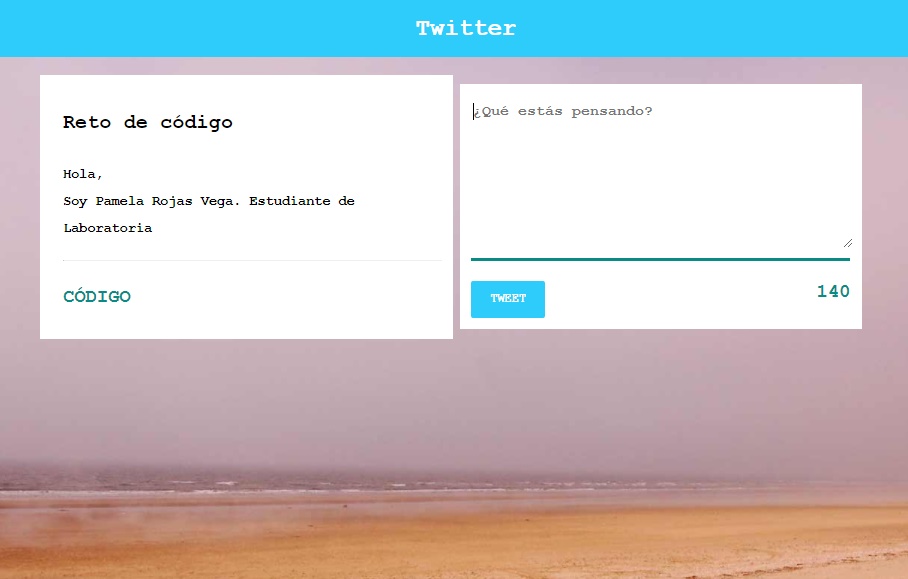 Twitter
Reto de código
Hola,
Soy Pamela Rojas Vega. Estudiante de
Laboratoria
CÓDIGO
¿Qué estás pensando?
TWEET
140